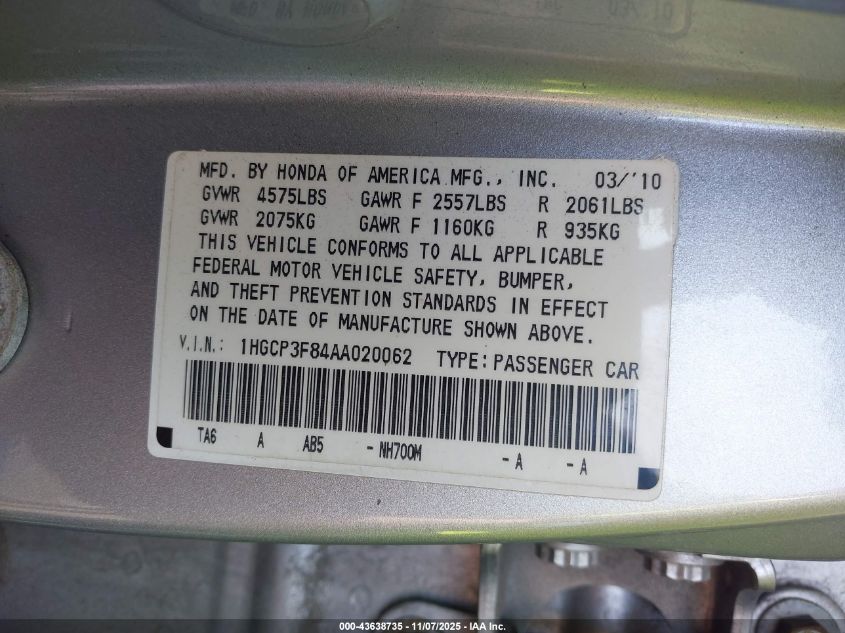 MFD. BY HONDA OF AMERICA MFG., INC. 03/'10
GVWR 4575LBS GAWR F 2557LBS R 2061LBS
GVWR 2075KG GAWR F 1160KG R 935KG
THIS VEHICLE CONFORMS TO ALL APPLICABLE
FEDERAL MOTOR VEHICLE SAFETY, BUMPER,
AND THEFT PREVENTION STANDARDS IN EFFECT
ON THE DATE OF MANUFACTURE SHOWN ABOVE.
V.I.N.: 1HGCP3F84AA020062 TYPE:PASSENGER CAR
TA6 A AB5 - NH700M - A - A
000-43638735 - 11/07/2025 - IAA Inc.